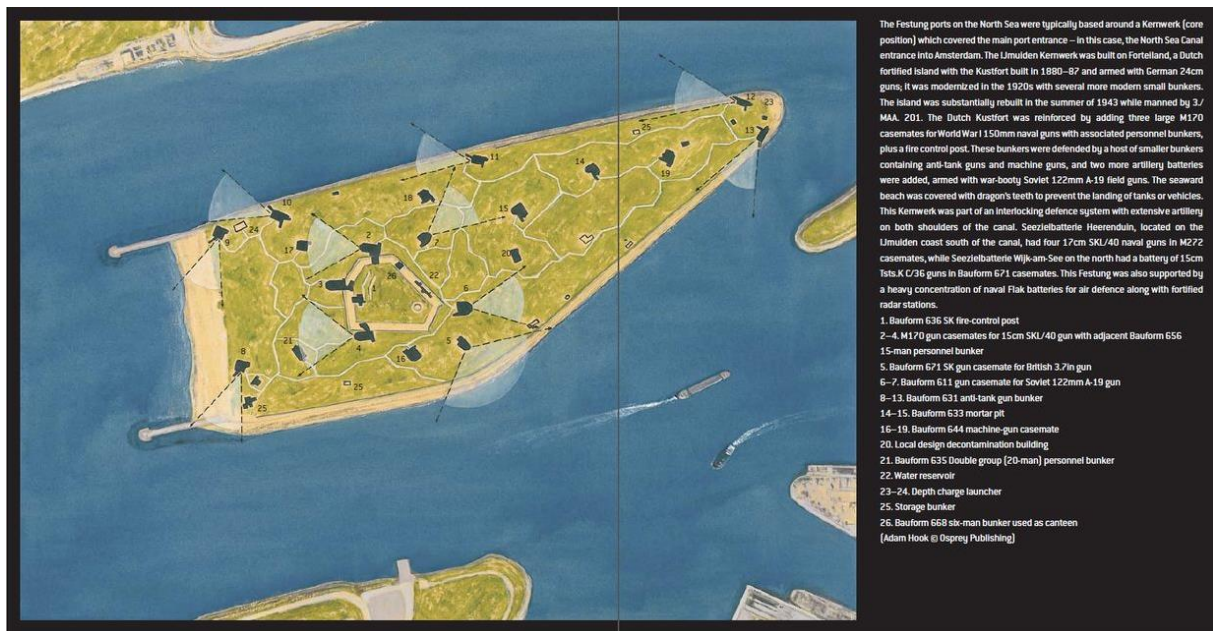 12
23
25
13
11
14
19
18
10
15
24
9
2
7
17
20
26
22
3
1
6
4
5
21
16
8
25
25
The Festung ports on the North Sea were typically based around a Kernwerk (core
position) which covered the main port entrance – in this case, the North Sea Canal
entrance into Amsterdam. The IJmuiden Kernwerk was built on Forteiland, a Dutch
fortified island with the Kustfort built in 1880–87 and armed with German 24cm
guns; it was modernized in the 1920s with several more modern small bunkers.
The island was substantially rebuilt in the summer of 1943 while manned by 3./
MAA. 201. The Dutch Kustfort was reinforced by adding three large M170
casemates for World War I 150mm naval guns with associated personnel bunkers,
plus a fire control post. These bunkers were defended by a host of smaller bunkers
containing anti-tank guns and machine guns, and two more artillery batteries
were added, armed with war-booty Soviet 122mm A-19 field guns. The seaward
beach was covered with dragon's teeth to prevent the landing of tanks or vehicles.
This Kernwerk was part of an interlocking defence system with extensive artillery
on both shoulders of the canal. Seezielbatterie Heerenduin, located on the
IJmuiden coast south of the canal, had four 17cm SKL/40 naval guns in M272
casemates, while Seezielbatterie Wijk-am-See on the north had a battery of 15cm
Tsts.K C/36 guns in Bauform 671 casemates. This Festung was also supported by
a heavy concentration of naval Flak batteries for air defence along with fortified
radar stations.
1. Bauform 636 SK fire-control post
2–4. M170 gun casemates for 15cm SKL/40 gun with adjacent Bauform 656
15-man personnel bunker
5. Bauform 671 SK gun casemate for British 3.7in gun
6–7. Bauform 611 gun casemate for Soviet 122mm A-19 gun
8–13. Bauform 631 anti-tank gun bunker
14–15. Bauform 633 mortar pit
16–19. Bauform 644 machine-gun casemate
20. Local design decontamination building
21. Bauform 635 Double group (20-man) personnel bunker
22. Water reservoir
23–24. Depth charge launcher
25. Storage bunker
26. Bauform 668 six-man bunker used as canteen
(Adam Hook © Osprey Publishing)